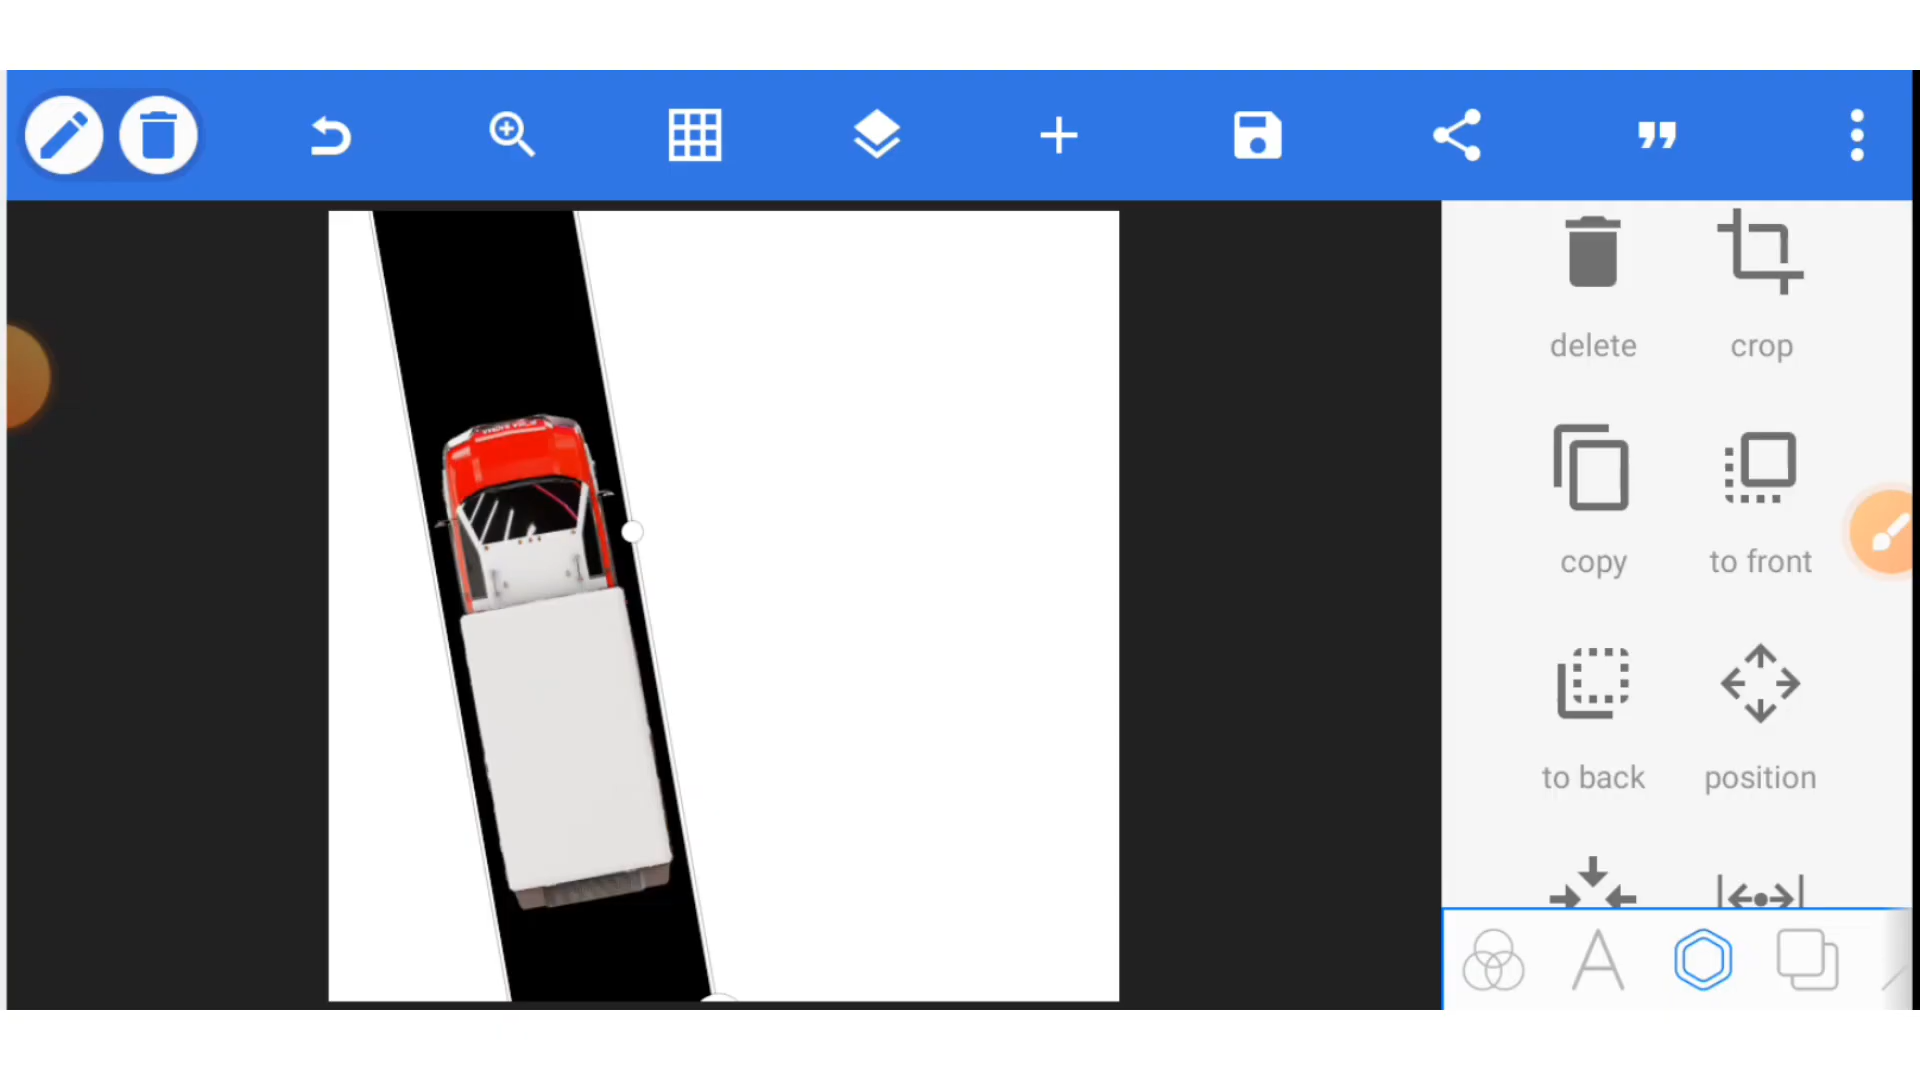 delete
crop
copy
to front
to back
position